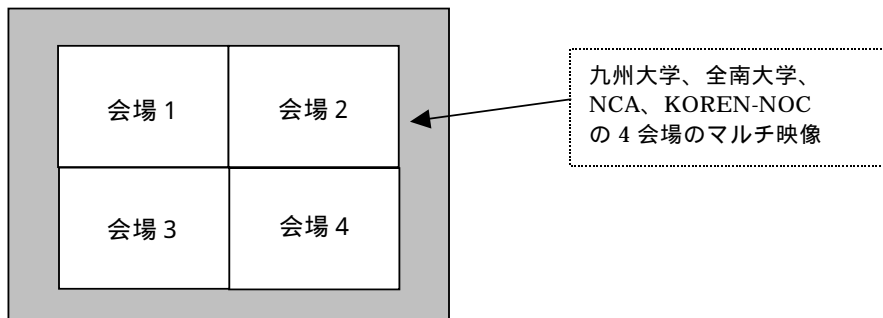 会場 1
会場 2
会場 3
会場 4
九州大学、全南大学、
NCA、KOREN-NOC
の 4 会場のマルチ映像